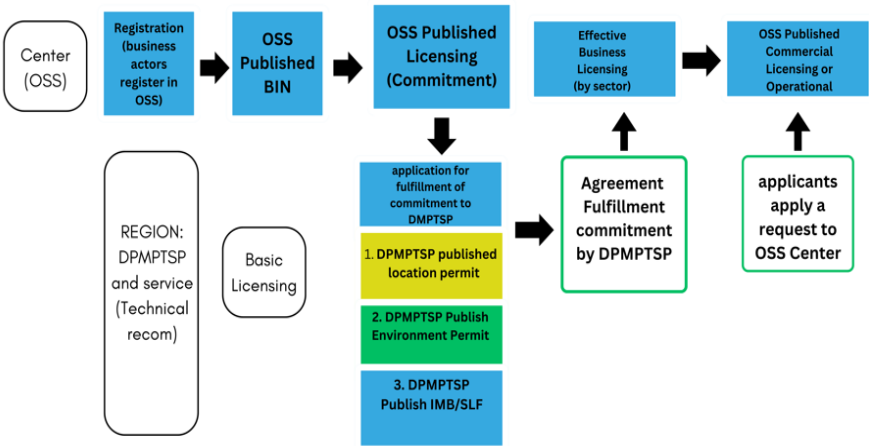 Center
(OSS)
Registration
(business
actors
register in
OSS)
OSS
Published
BIN
OSS Published
Licensing
(Commitment)
Effective
Business
Licensing
(by sector)
OSS Published
Commercial
Licensing or
Operational
REGION:
DPMPTSP
and service
(Technical
recom)
Basic
Licensing
application for
fulfillment of
commitment to
DMPTSP
1. DPMPTSP published
location permit
2. DPMPTSP Publish
Environment Permit
3. DPMPTSP
Publish IMB/SLF
Agreement
Fulfillment
commitment
by DPMPTSP
applicants
apply a
request to
OSS Center